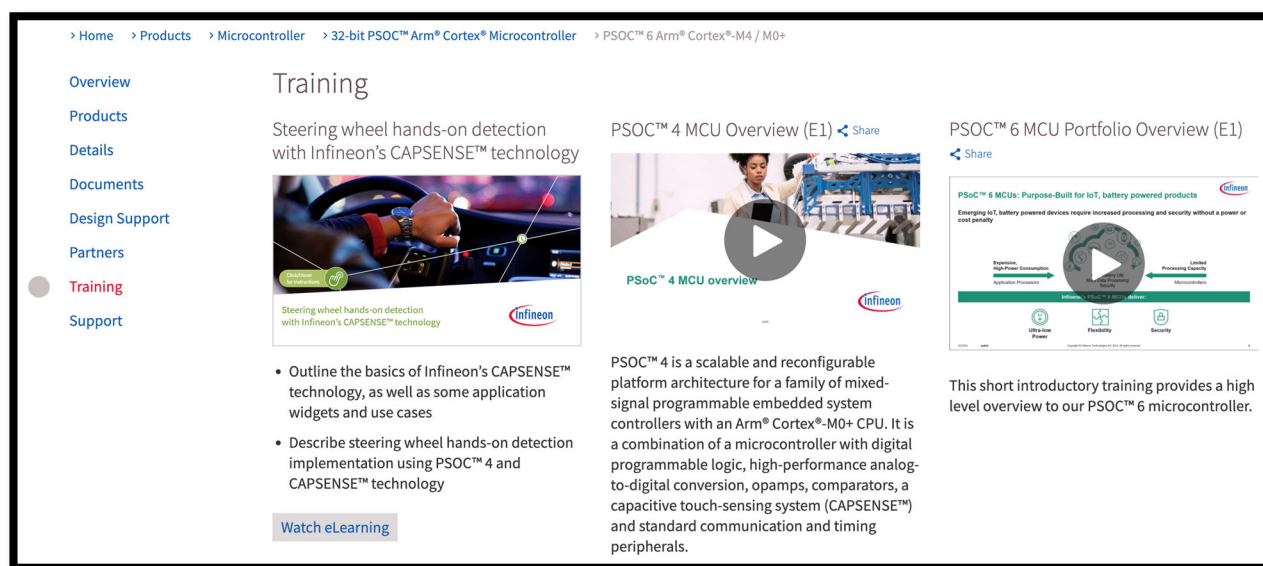 > Home > Products > Microcontroller > 32-bit PSOC™ Arm® Cortex® Microcontroller > PSOC™ 6 Arm® Cortex®-M4 / M0+
Overview
Products
Details
Documents
Design Support
Partners
Training
Support
Training
Steering wheel hands-on detection
with Infineon's CAPSENSE™ technology
Click/Hover
for instructions
Steering wheel hands-on detection
with Infineon's CAPSENSE™ technology
infineon
• Outline the basics of Infineon's CAPSENSE™
technology, as well as some application
widgets and use cases
• Describe steering wheel hands-on detection
implementation using PSOC™ 4 and
CAPSENSE™ technology
Watch eLearning
PSOC™ 4 MCU Overview (E1) Share
PSoC™ 4 MCU overview
infineon
PSOC™ 4 is a scalable and reconfigurable
platform architecture for a family of mixed-
signal programmable embedded system
controllers with an Arm® Cortex®-M0+ CPU. It is
a combination of a microcontroller with digital
programmable logic, high-performance analog-
to-digital conversion, opamps, comparators, a
capacitive touch-sensing system (CAPSENSE™)
and standard communication and timing
peripherals.
PSOC™ 6 MCU Portfolio Overview (E1)
Share
PSoC™ 6 MCUs: Purpose-Built for IoT, battery powered products
infineon
Emerging IoT, battery powered devices require increased processing and security without a power or
cost penalty
Expensive,
High-Power Consumption
Application Processors
Limited
Processing Capacity
Microcontrollers
Security
MCUs deliver:
Ultra-low
Power
Flexibility
Security
This short introductory training provides a high
level overview to our PSOC™ 6 microcontroller.